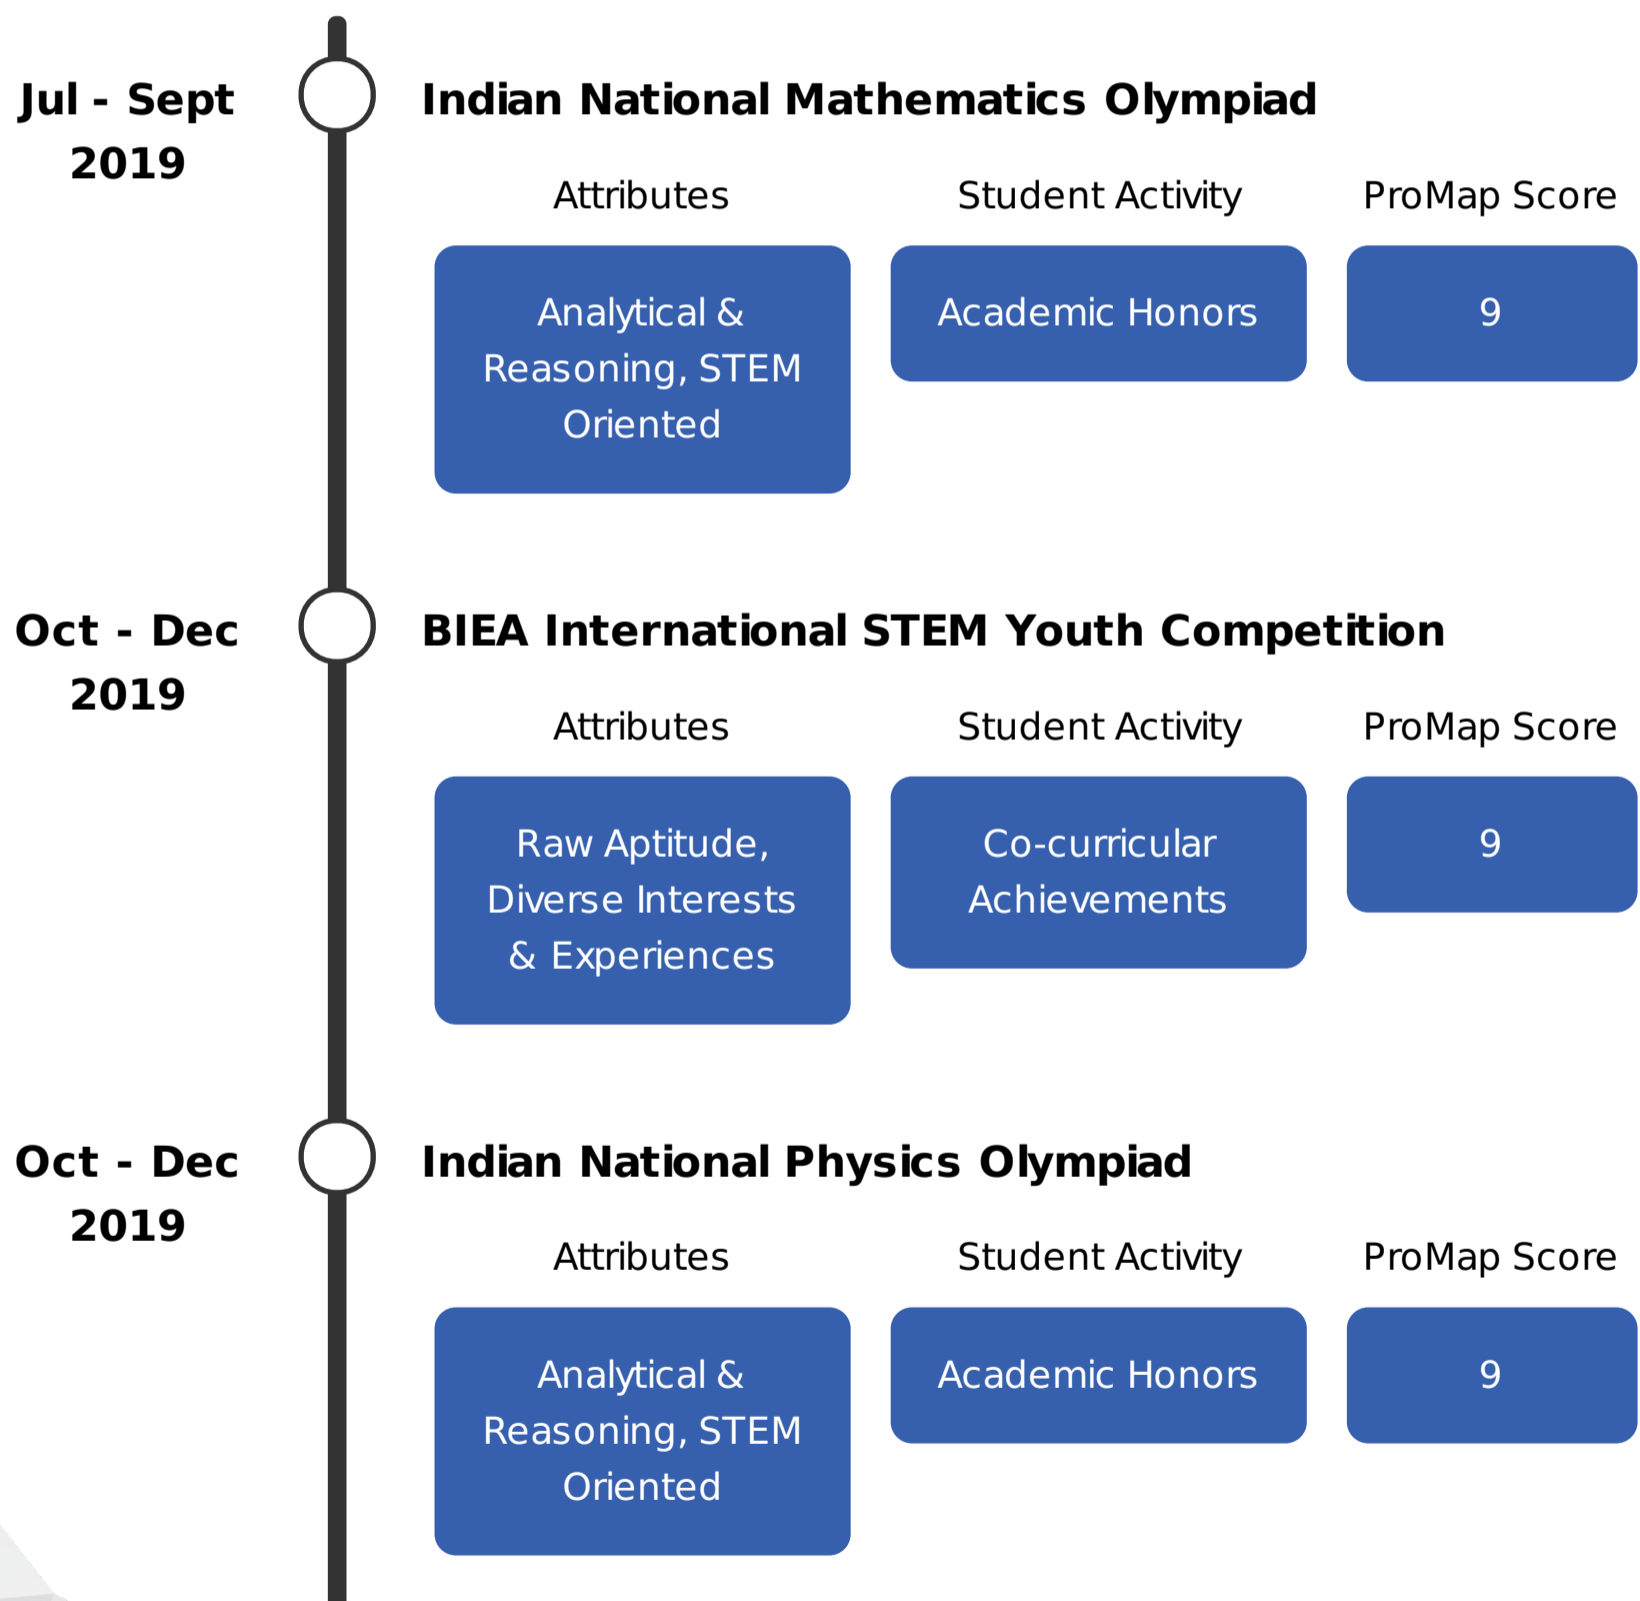 Jul - Sept
2019
Indian National Mathematics Olympiad
Attributes
Student Activity
ProMap Score
Analytical &
Reasoning, STEM
Oriented
Academic Honors
9
Oct - Dec
2019
BIEA International STEM Youth Competition
Attributes
Student Activity
ProMap Score
Raw Aptitude,
Diverse Interests
& Experiences
Co-curricular
Achievements
9
Oct - Dec
2019
Indian National Physics Olympiad
Attributes
Student Activity
ProMap Score
Analytical &
Reasoning, STEM
Oriented
Academic Honors
9